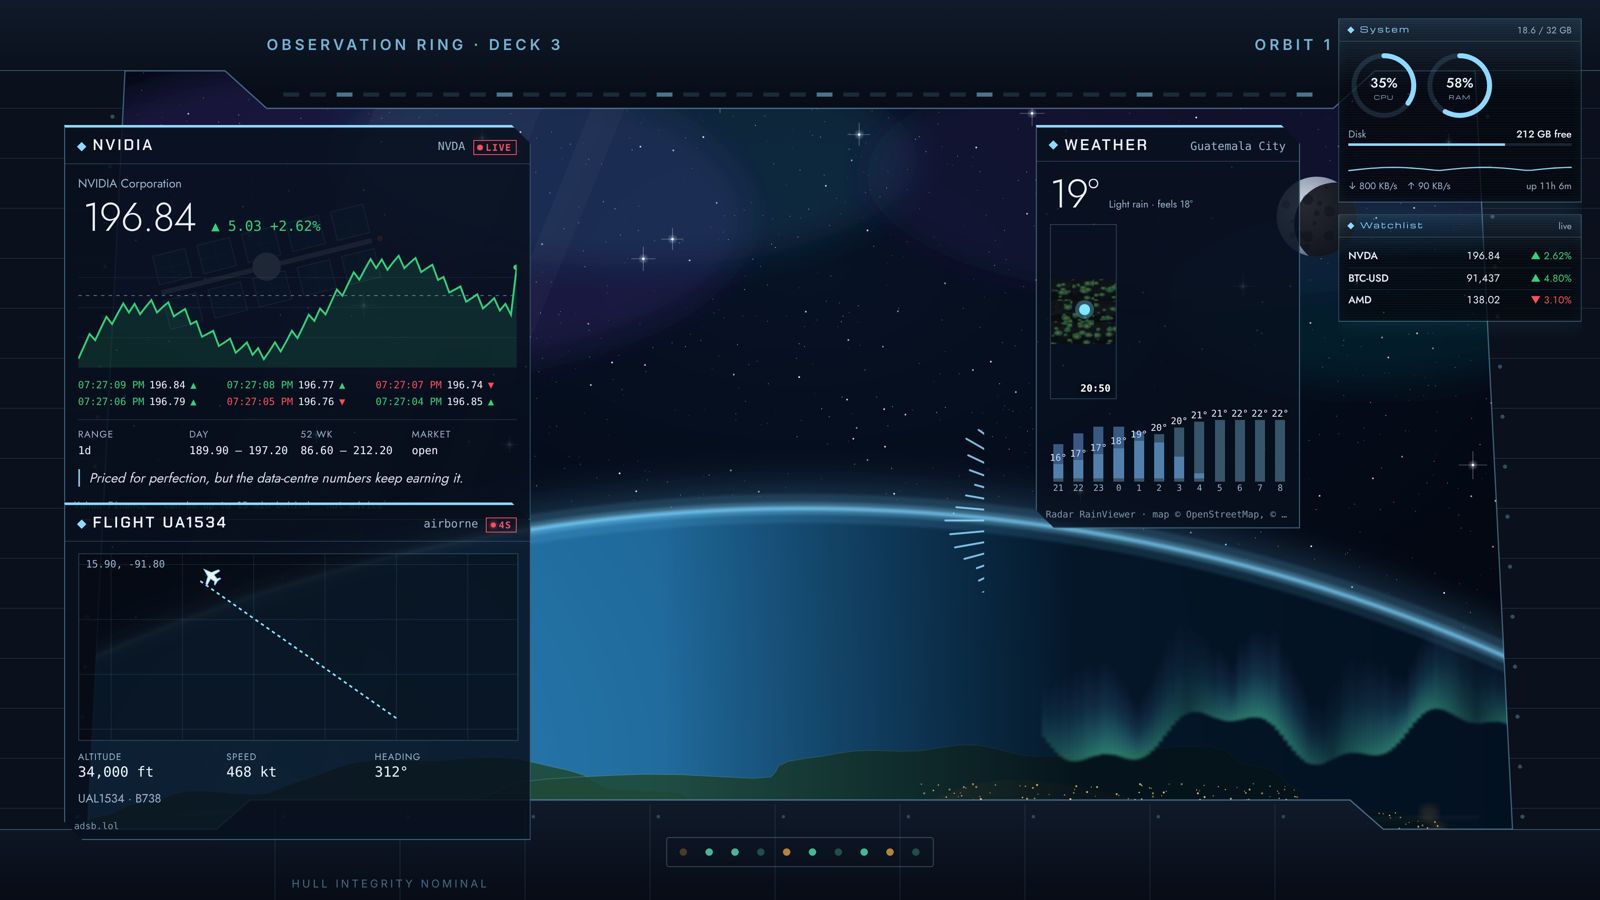 OBSERVATION RING · DECK 3
ORBIT 1
NVIDIA
NVDA LIVE
NVIDIA Corporation
196.84 ▲ 5.03 +2.62%
07:27:09 PM 196.84 ▲ 07:27:08 PM 196.77 ▲ 07:27:07 PM 196.74 ▼
07:27:06 PM 196.79 ▲ 07:27:05 PM 196.76 ▼ 07:27:04 PM 196.85 ▲
RANGE DAY 52 WK MARKET
1d 189.90 – 197.20 86.60 – 212.20 open
Priced for perfection, but the data-centre numbers keep earning it.
FLIGHT UA1534
airborne 4S
15.90, -91.80
ALTITUDE SPEED HEADING
34,000 ft 468 kt 312°
UAL1534 · B738
adsb.lol
WEATHER
Guatemala City
19° Light rain · feels 18°
20:50
16° 17° 17° 18° 19° 20° 20° 21° 21° 22° 22° 22°
21 22 23 0 1 2 3 4 5 6 7 8
Radar RainViewer · map © OpenStreetMap, © …
System
18.6 / 32 GB
35% CPU
58% RAM
Disk 212 GB free
↓ 800 KB/s ↑ 90 KB/s up 11h 6m
Watchlist live
NVDA 196.84 ▲ 2.62%
BTC-USD 91,437 ▲ 4.80%
AMD 138.02 ▼ 3.10%
HULL INTEGRITY NOMINAL